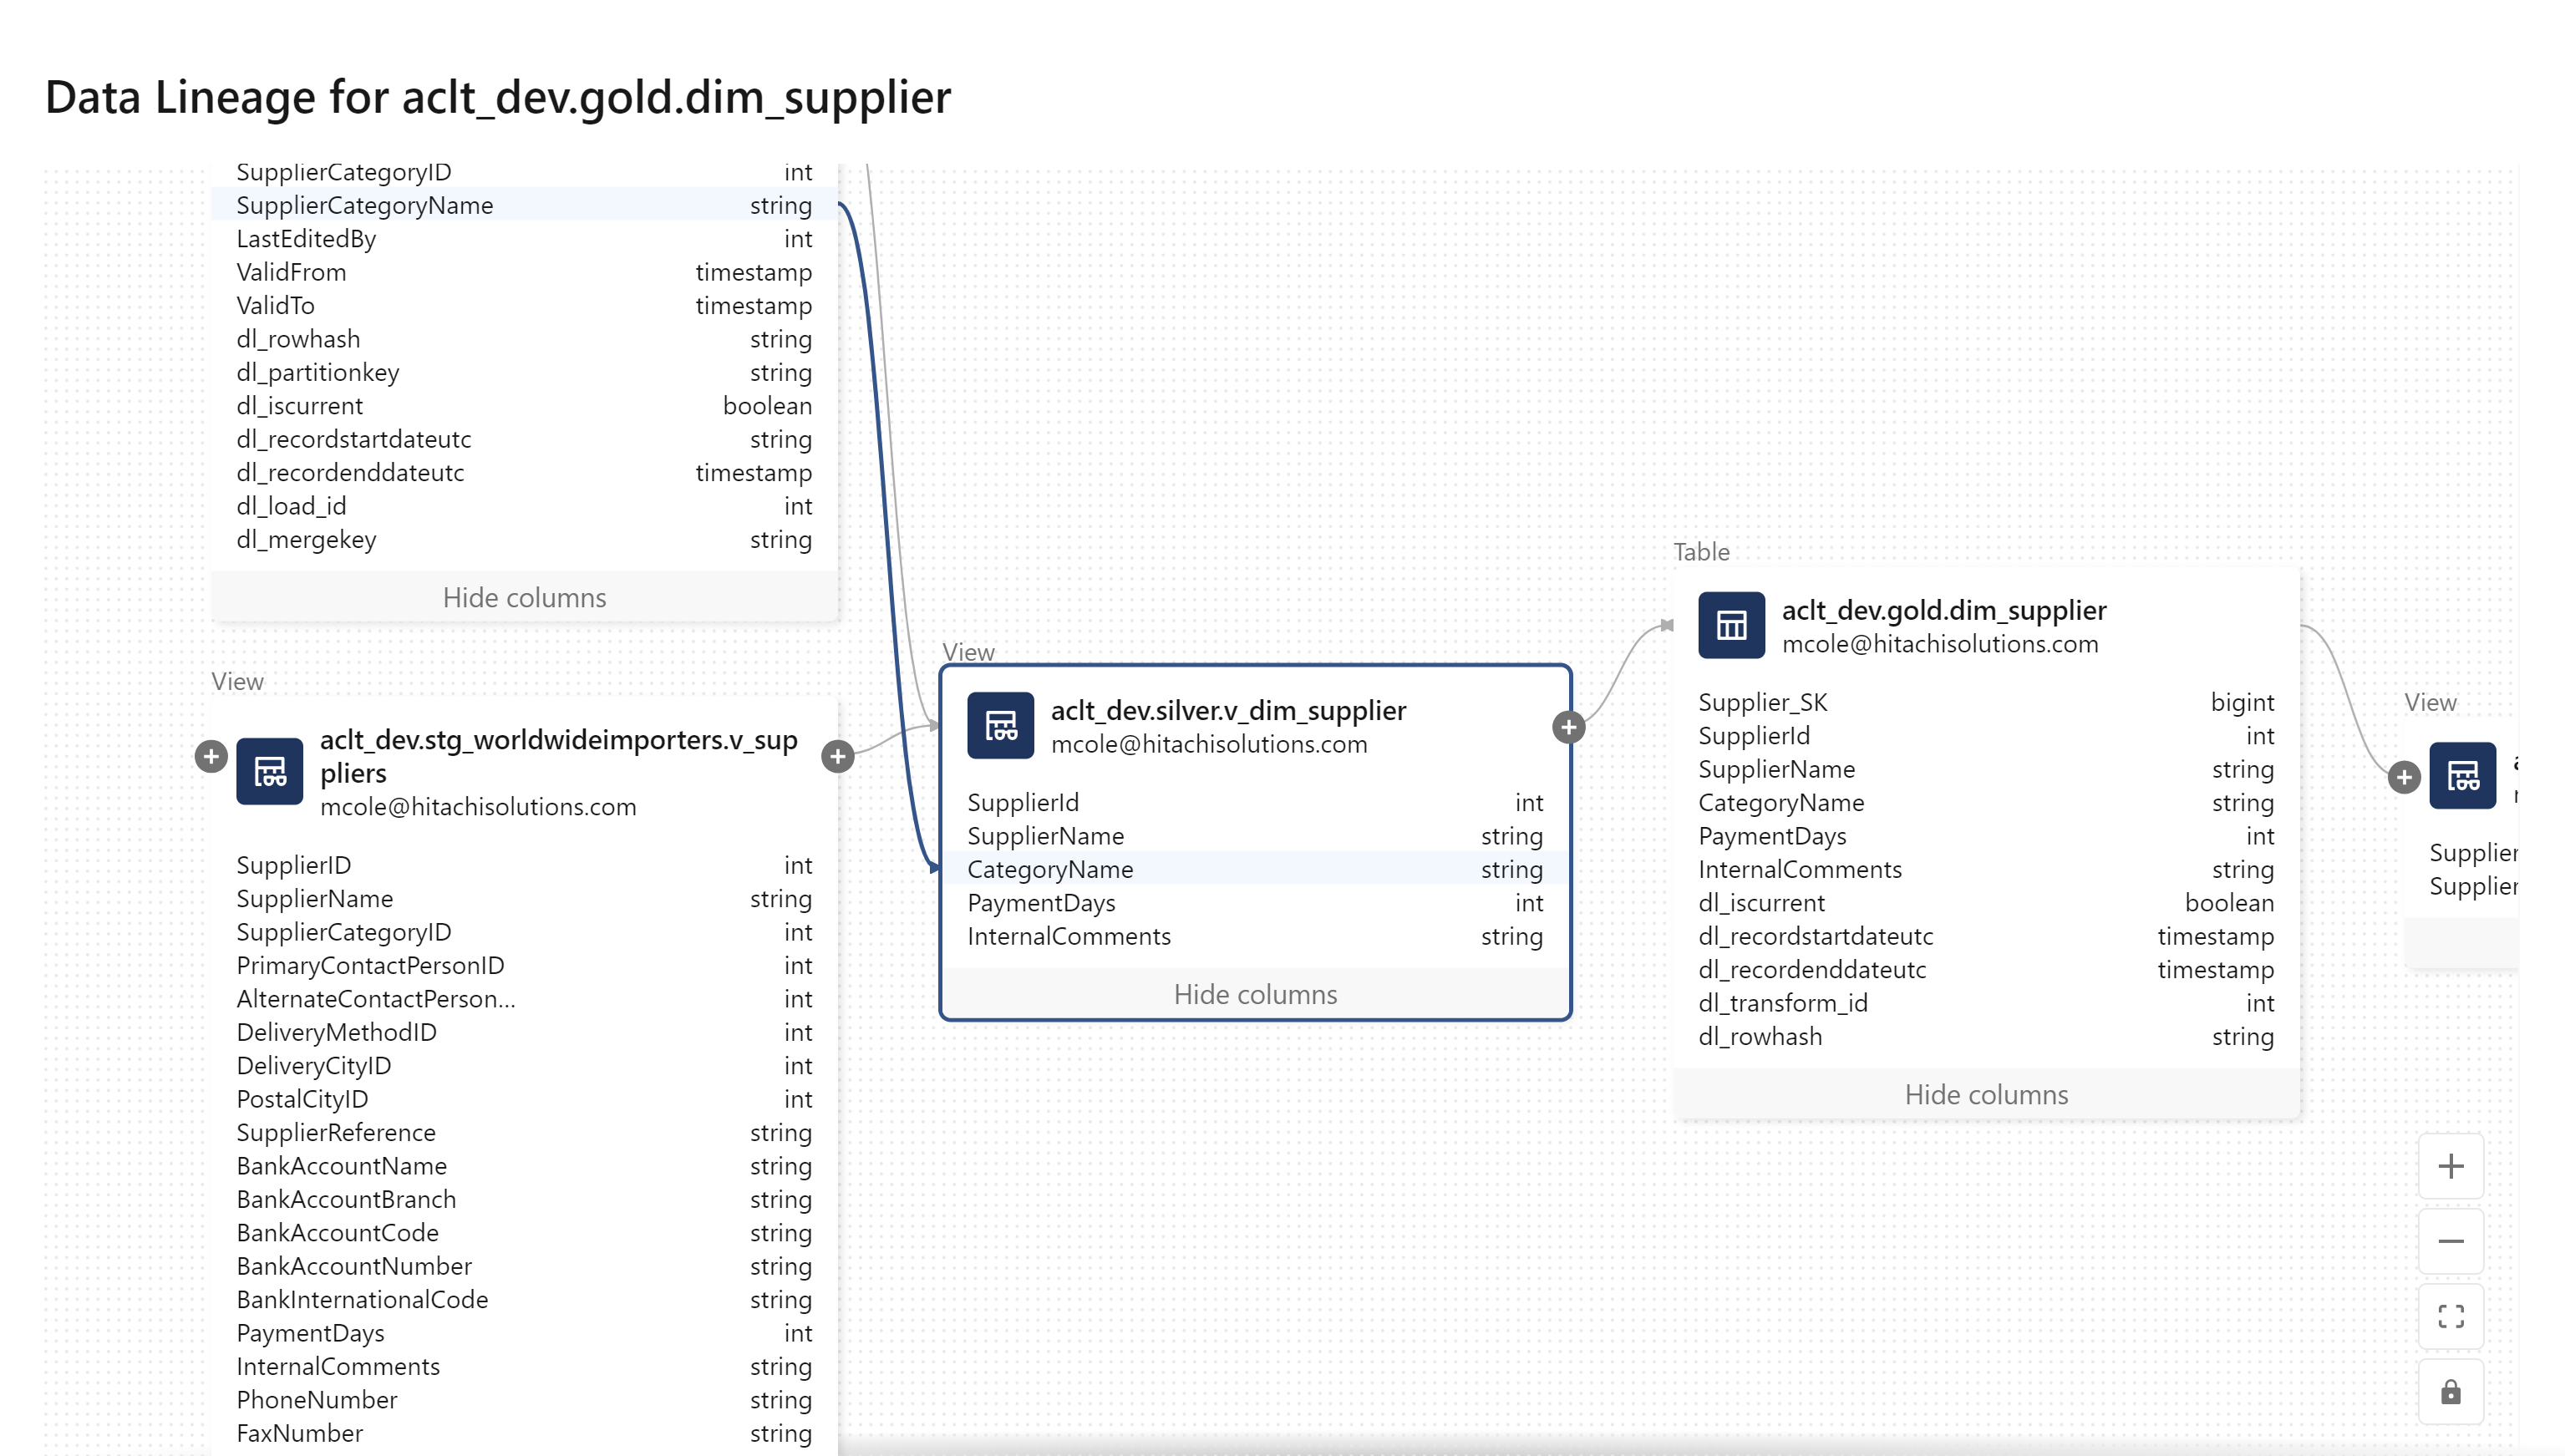 Data Lineage for aclt_dev.gold.dim_supplier
SupplierCategoryID int
SupplierCategoryName string
LastEditedBy int
ValidFrom timestamp
ValidTo timestamp
dl_rowhash string
dl_partitionkey string
dl_iscurrent boolean
dl_recordstartdateutc string
dl_recordenddateutc timestamp
dl_load_id int
dl_mergekey string
Hide columns
View
aclt_dev.stg_worldwideimporters.v_sup
pliers
mcole@hitachisolutions.com
SupplierID int
SupplierName string
SupplierCategoryID int
PrimaryContactPersonID int
AlternateContactPerson... int
DeliveryMethodID int
DeliveryCityID int
PostalCityID int
SupplierReference string
BankAccountName string
BankAccountBranch string
BankAccountCode string
BankAccountNumber string
BankInternationalCode string
PaymentDays int
InternalComments string
PhoneNumber string
FaxNumber string
View
aclt_dev.silver.v_dim_supplier
mcole@hitachisolutions.com
SupplierId int
SupplierName string
CategoryName string
PaymentDays int
InternalComments string
Hide columns
Table
aclt_dev.gold.dim_supplier
mcole@hitachisolutions.com
Supplier_SK bigint
SupplierId int
SupplierName string
CategoryName string
PaymentDays int
InternalComments string
dl_iscurrent boolean
dl_recordstartdateutc timestamp
dl_recordenddateutc timestamp
dl_transform_id int
dl_rowhash string
Hide columns
View
Supplier
Supplier